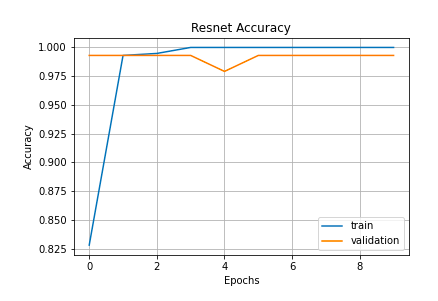 Resnet Accuracy
1.000
0.975
0.950
0.925
0.900
0.875
0.850
0.825
Accuracy
0 2 4 6 8
Epochs
train
validation